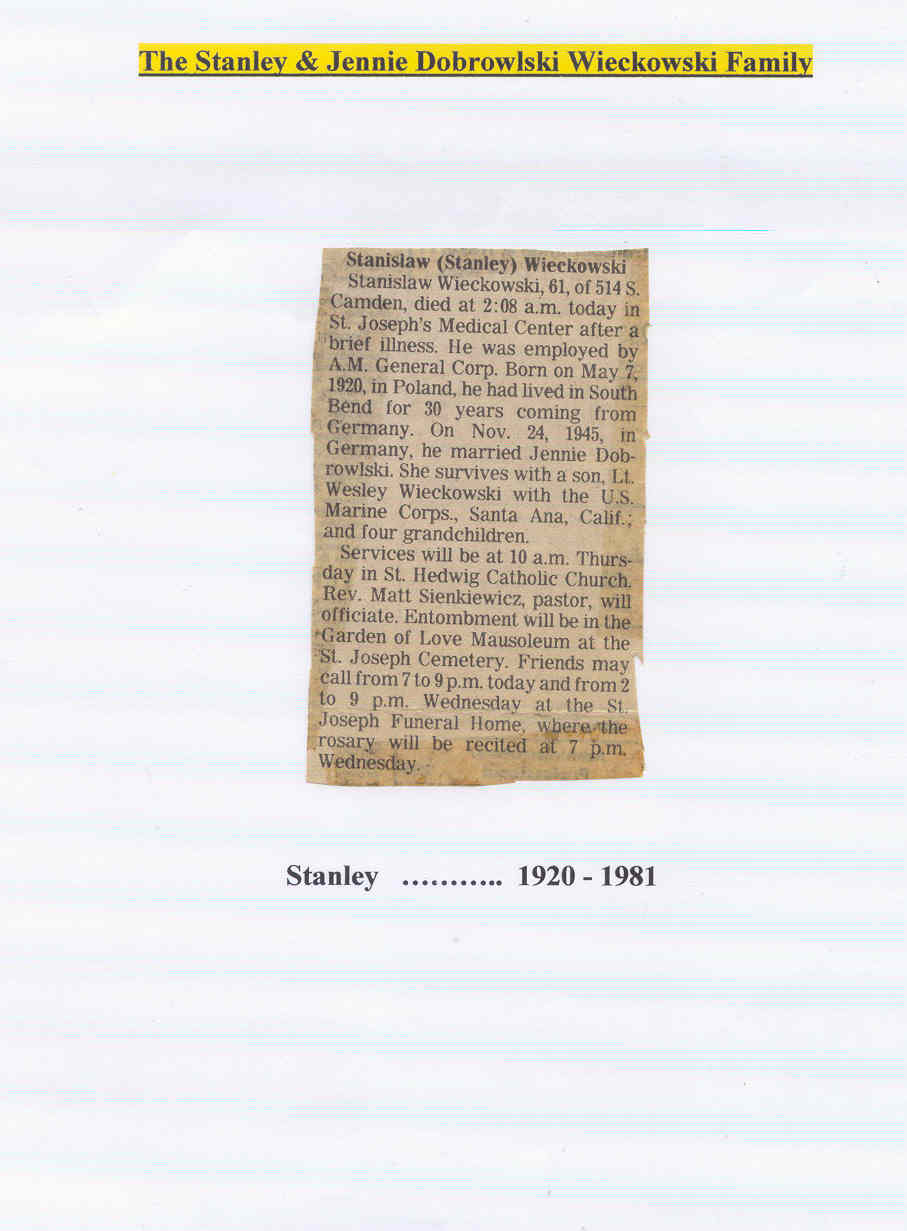 The Stanley & Jennie Dobrowlski Wieckowski Family
Stanislaw (Stanley) Wieckowski
Stanislaw Wieckowski, 61, of 514 S.
Camden, died at 2:08 a.m. today in
St. Joseph's Medical Center after a
brief illness. He was employed by
A.M. General Corp. Born on May 7,
1920, in Poland, he had lived in South
Bend for 30 years coming from
Germany. On Nov. 24, 1945, in
Germany, he married Jennie Dob-
rowlski. She survives with a son, Lt.
Wesley Wieckowski with the U.S.
Marine Corps., Santa Ana, Calif.;
and four grandchildren.
Services will be at 10 a.m. Thurs-
day in St. Hedwig Catholic Church.
Rev. Matt Sienkiewicz, pastor, will
officiate. Entombment will be in the
Garden of Love Mausoleum at the
St. Joseph Cemetery. Friends may
call from 7 to 9 p.m. today and from 2
to 9 p.m. Wednesday at the St.
Joseph Funeral Home, where the
rosary will be recited at 7 p.m.
Wednesday.
Stanley ……….. 1920 - 1981